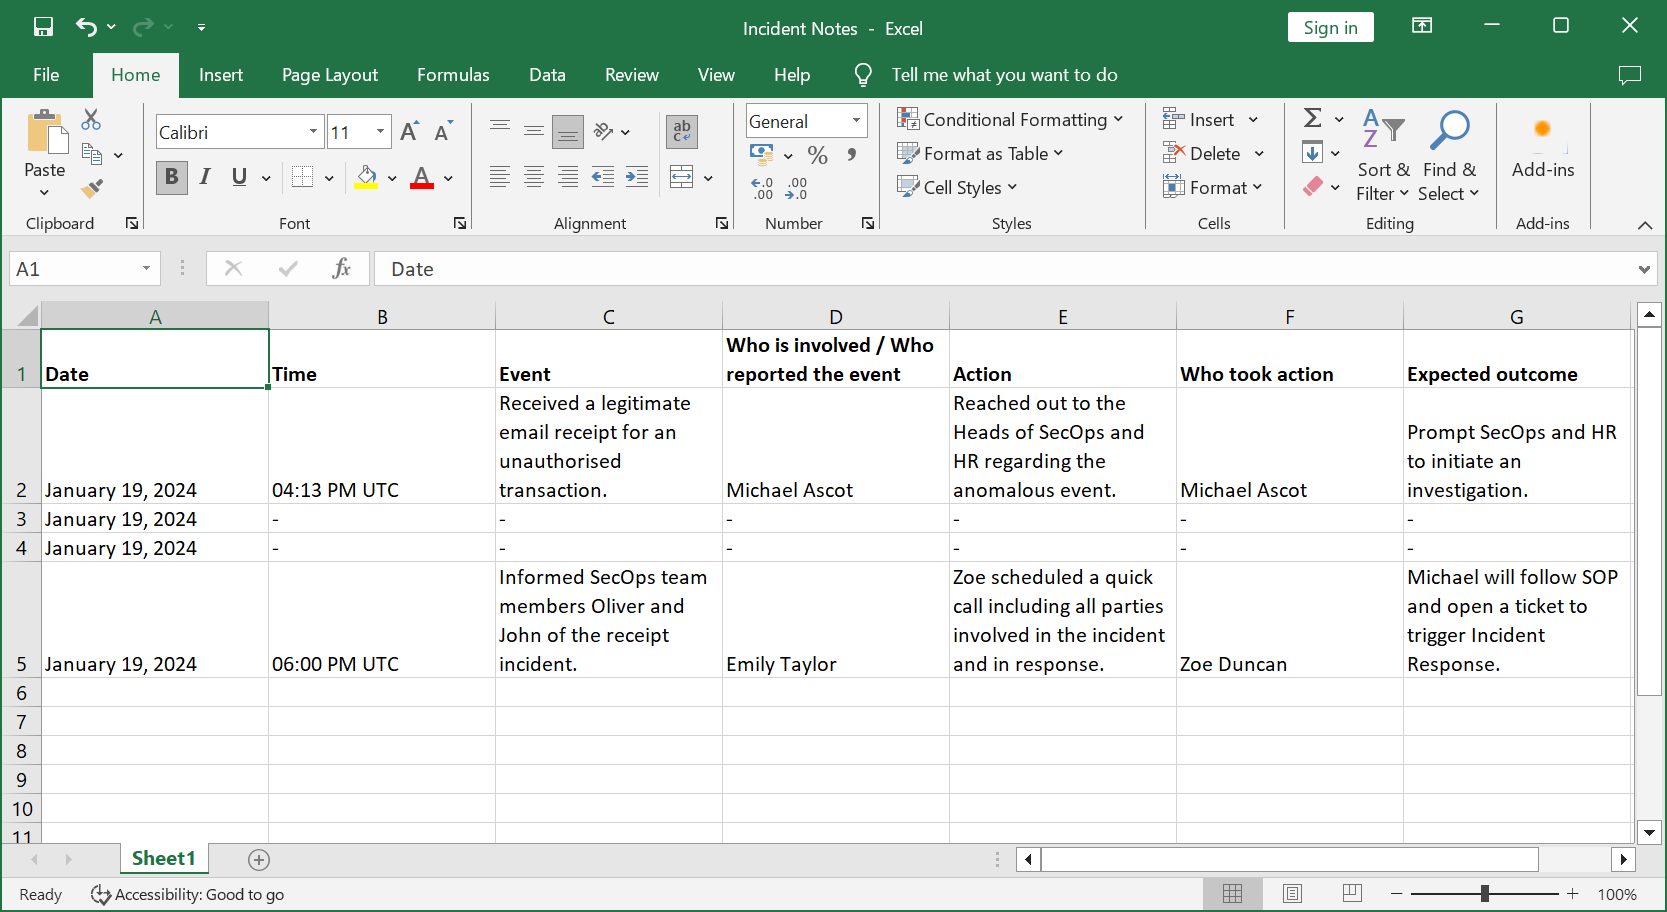 Incident Notes - Excel
Sign in
File Home Insert Page Layout Formulas Data Review View Help Tell me what you want to do
Paste
Clipboard
Calibri 11
B I U A
Font
ab
c
Alignment
General
% ,
.00 .0
.00 .0
Number
Conditional Formatting
Format as Table
Cell Styles
Styles
Insert
Delete
Format
Cells
Σ
A
Z
Sort &
Filter
Find &
Select
Editing
Add-ins
Add-ins
A1 fx Date
A B C D E F G
1 Date Time Event Who is involved / Who
reported the event Action Who took action Expected outcome
2 January 19, 2024 04:13 PM UTC
Received a legitimate
email receipt for an
unauthorised
transaction.
Michael Ascot
Reached out to the
Heads of SecOps and
HR regarding the
anomalous event.
Michael Ascot
Prompt SecOps and HR
to initiate an
investigation.
3 January 19, 2024 - - - - - -
4 January 19, 2024 - - - - - -
5 January 19, 2024 06:00 PM UTC
Informed SecOps team
members Oliver and
John of the receipt
incident.
Emily Taylor
Zoe scheduled a quick
call including all parties
involved in the incident
and in response.
Zoe Duncan
Michael will follow SOP
and open a ticket to
trigger Incident
Response.
6
7
8
9
10
11
Sheet1
Ready Accessibility: Good to go 100%